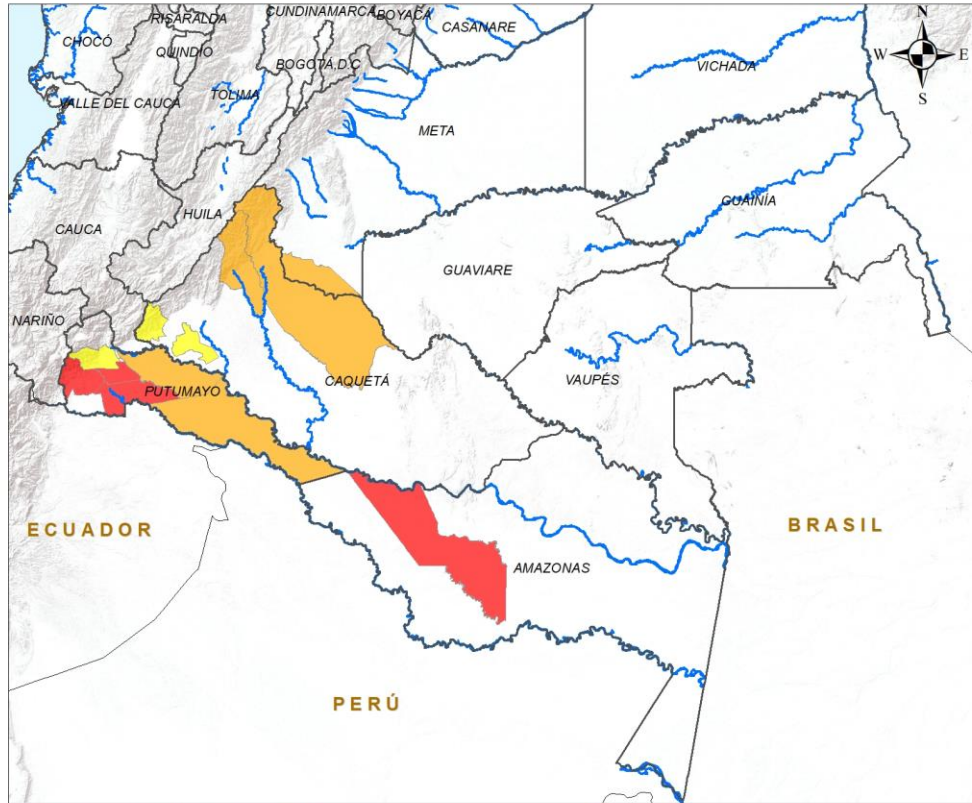 CUNDINAMARCA
BOYACÁ
RISARALDA
CASANARE
N
CHOCÓ
QUINDIO
BOGOTÁ,D.C
W
E
VICHADA
VALLE DEL CAUCA
TOLIMA
S
META
GUAINÍA
HUILA
CAUCA
GUAVIARE
NARIÑO
CAQUETÁ
VAUPÉS
PUTUMAYO
ECUADOR
BRASIL
AMAZONAS
PERÚ